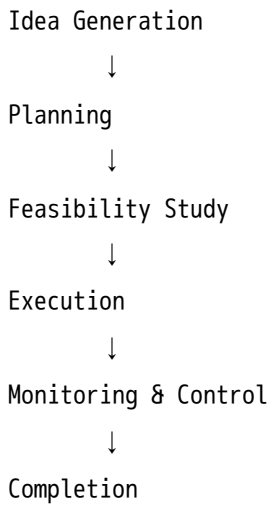 Idea Generation
↓
Planning
↓
Feasibility Study
↓
Execution
↓
Monitoring & Control
↓
Completion